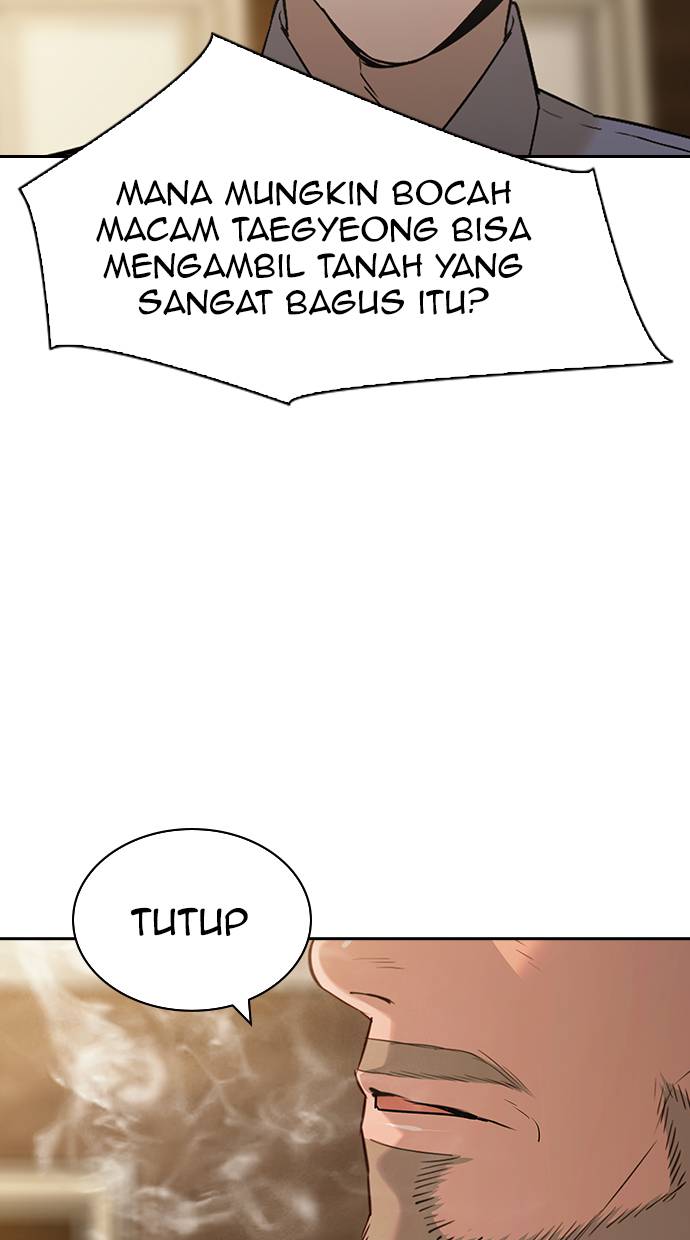 MANA MUNGKIN BOCAH
MACAM TAEGYEONG BISA
MENGAMBIL TANAH YANG
SANGAT BAGUS ITU?
TUTUP